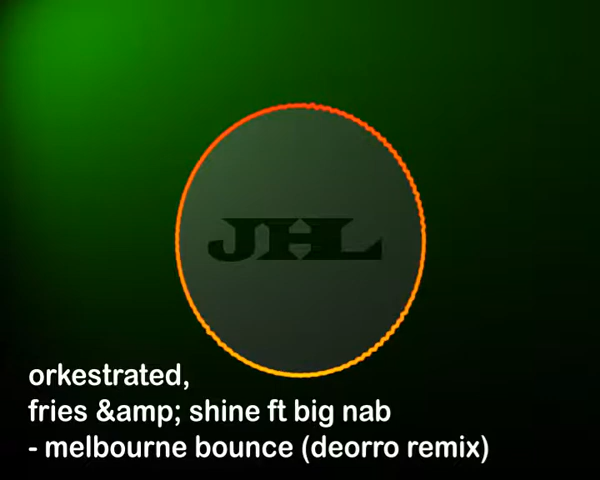 JHL
orkestrated,
fries &amp; shine ft big nab
- melbourne bounce (deorro remix)